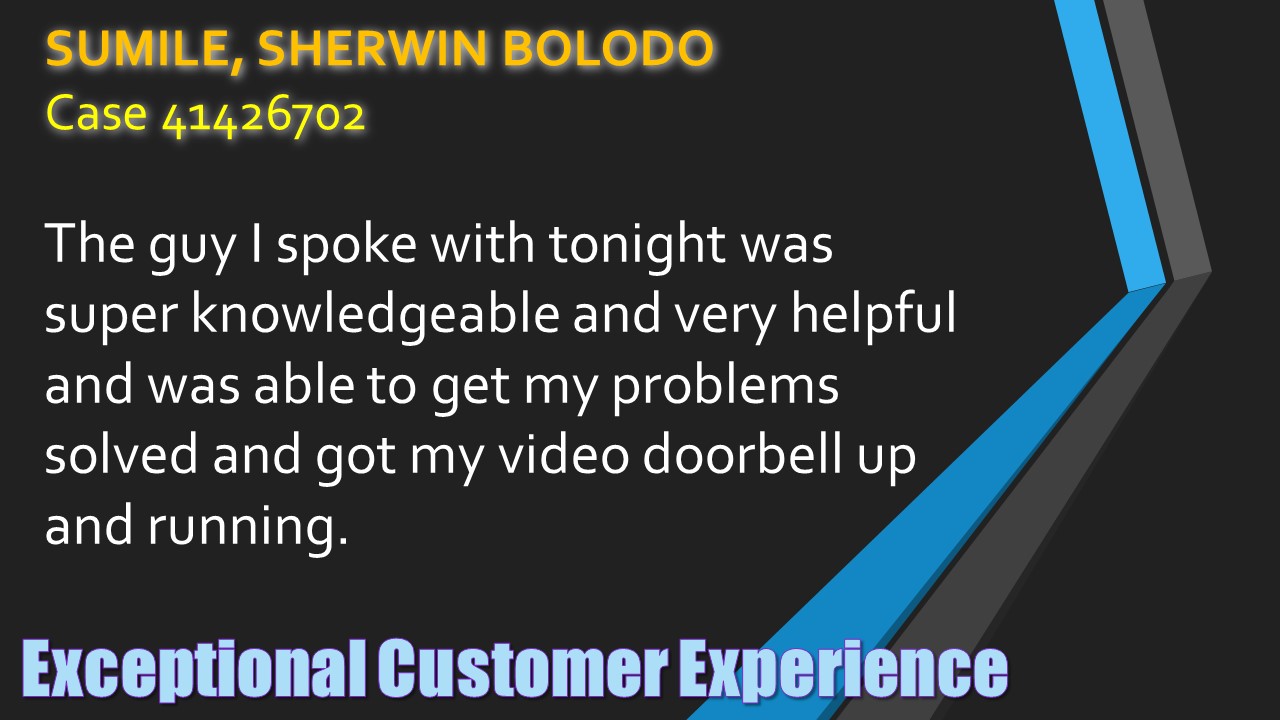 SUMILE, SHERWIN BOLODO
Case 41426702
The guy I spoke with tonight was
super knowledgeable and very helpful
and was able to get my problems
solved and got my video doorbell up
and running.
Exceptional Customer Experience